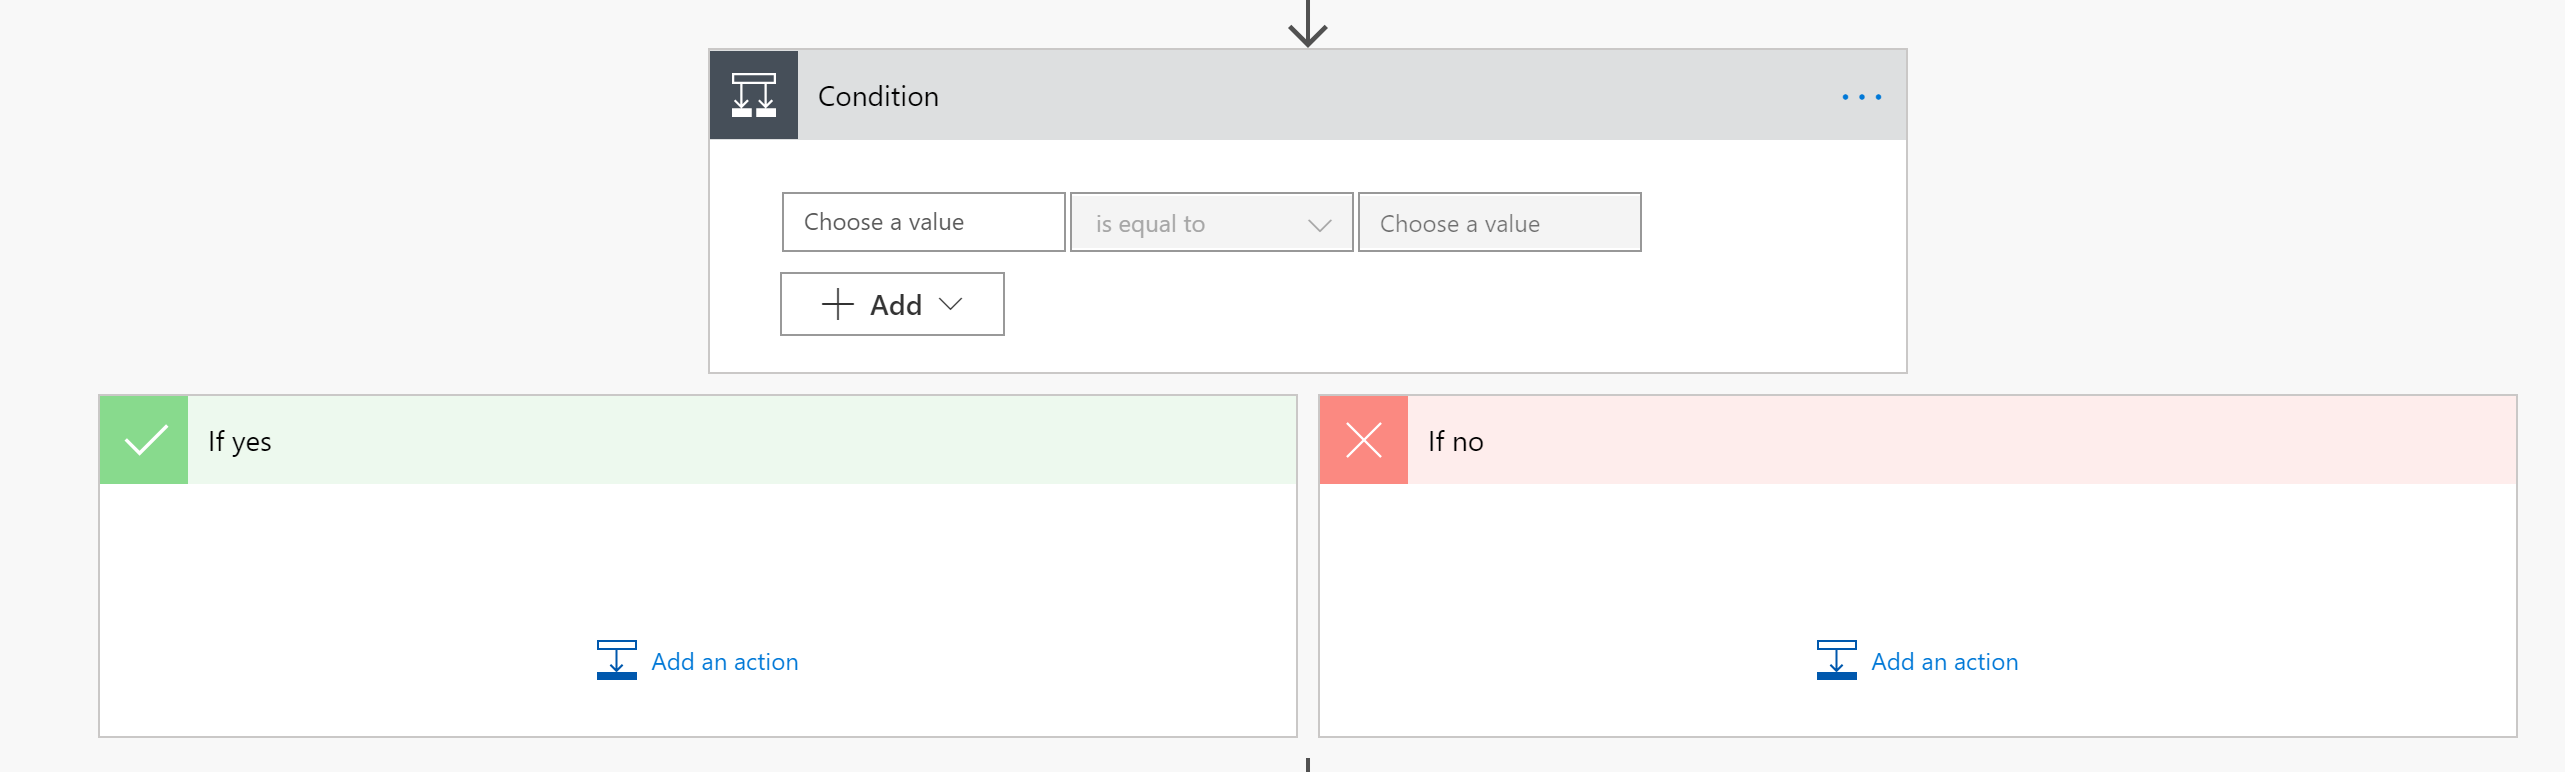 Condition
Choose a value
is equal to
Choose a value
Add
If yes
If no
Add an action
Add an action